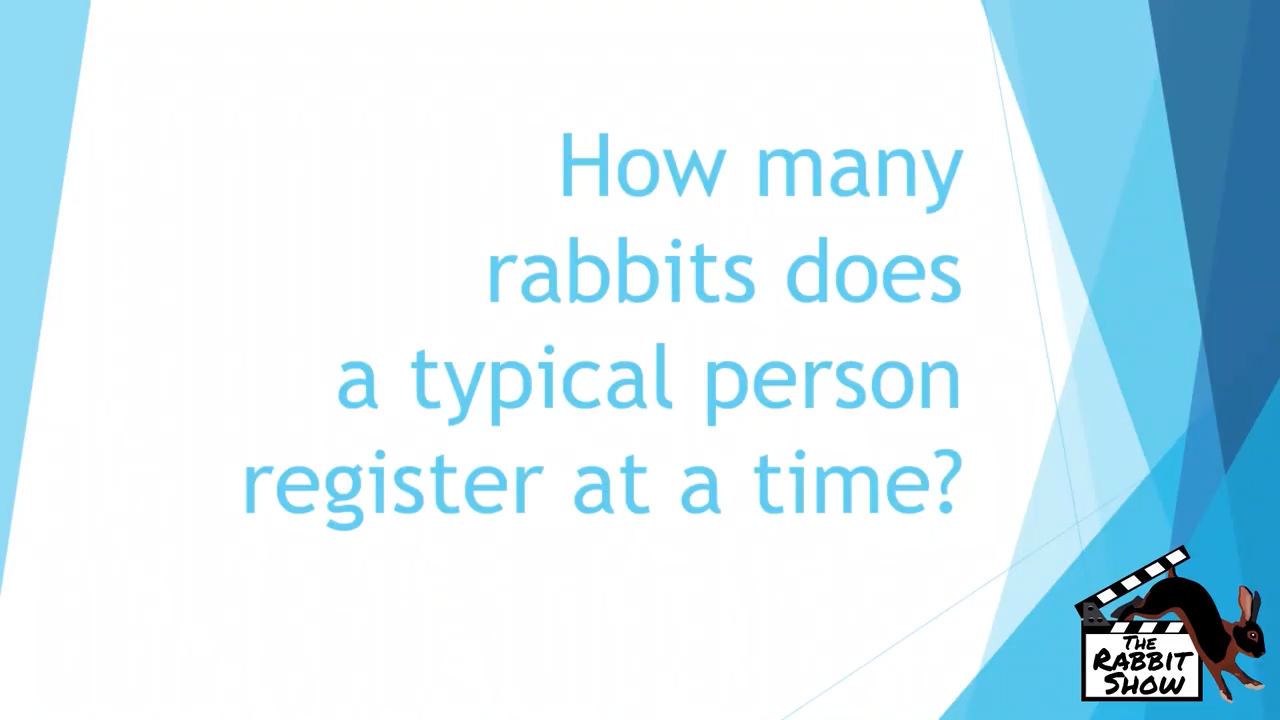 How many
rabbits does
a typical person
register at a time?
THE
RABBIT
SHOW